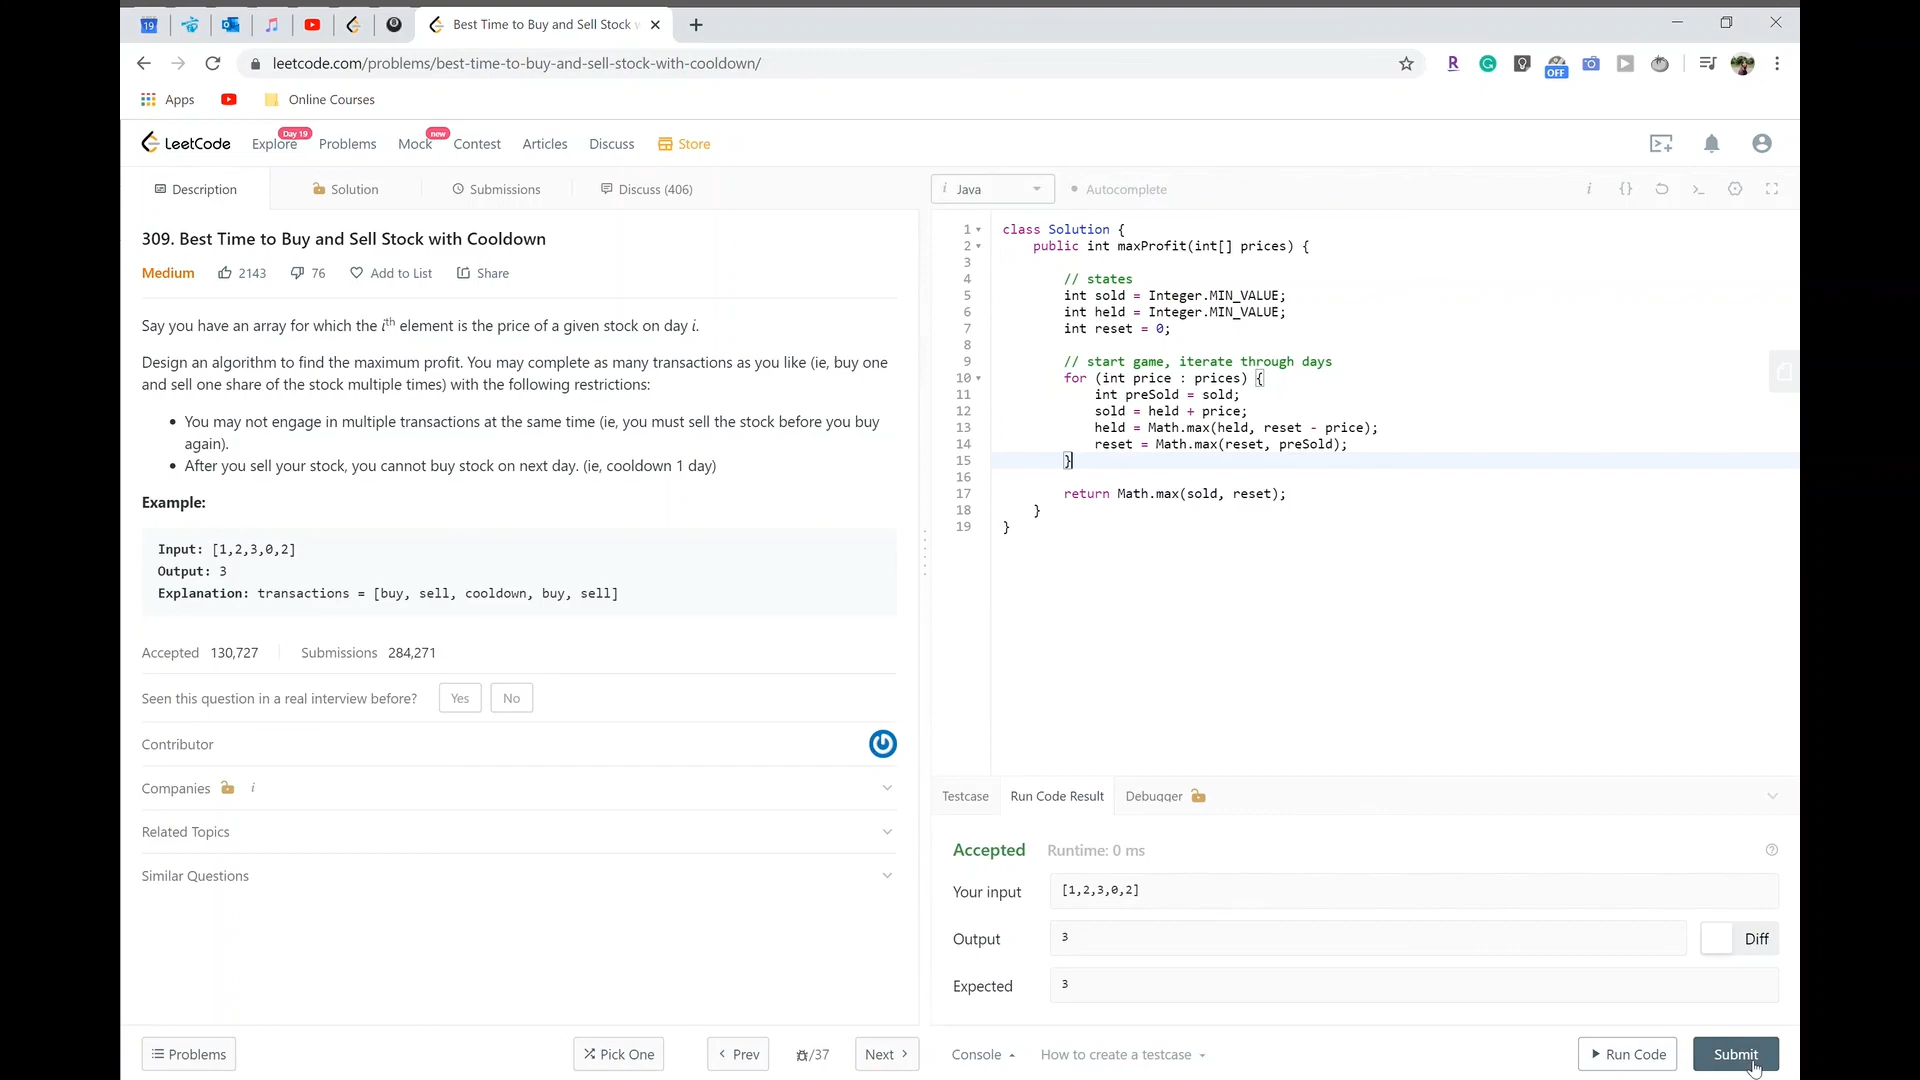 19
Best Time to Buy and Sell Stock w
leetcode.com/problems/best-time-to-buy-and-sell-stock-with-cooldown/
R
OFF
Apps
Online Courses
LeetCode
Explore
Day 19
Problems
Mock
new
Contest
Articles
Discuss
Store
Description
Solution
Submissions
Discuss (406)
309. Best Time to Buy and Sell Stock with Cooldown
Medium 2143 76 Add to List Share
Say you have an array for which the ith element is the price of a given stock on day i.
Design an algorithm to find the maximum profit. You may complete as many transactions as you like (ie, buy one
and sell one share of the stock multiple times) with the following restrictions:
• You may not engage in multiple transactions at the same time (ie, you must sell the stock before you buy
again).
• After you sell your stock, you cannot buy stock on next day. (ie, cooldown 1 day)
Example:
Input: [1,2,3,0,2]
Output: 3
Explanation: transactions = [buy, sell, cooldown, buy, sell]
Accepted 130,727 Submissions 284,271
Seen this question in a real interview before? Yes No
Contributor
Companies i
Related Topics
Similar Questions
Problems
Pick One
Prev
/37
Next
i Java
Autocomplete
i {}
1 class Solution {
2 public int maxProfit(int[] prices) {
3
4 // states
5 int sold = Integer.MIN_VALUE;
6 int held = Integer.MIN_VALUE;
7 int reset = 0;
8
9 // start game, iterate through days
10 for (int price : prices) {
11 int preSold = sold;
12 sold = held + price;
13 held = Math.max(held, reset - price);
14 reset = Math.max(reset, preSold);
15 }
16
17 return Math.max(sold, reset);
18 }
19 }
Testcase Run Code Result Debugger
Accepted Runtime: 0 ms
Your input [1,2,3,0,2]
Output 3 Diff
Expected 3
Console How to create a testcase
Run Code
Submit